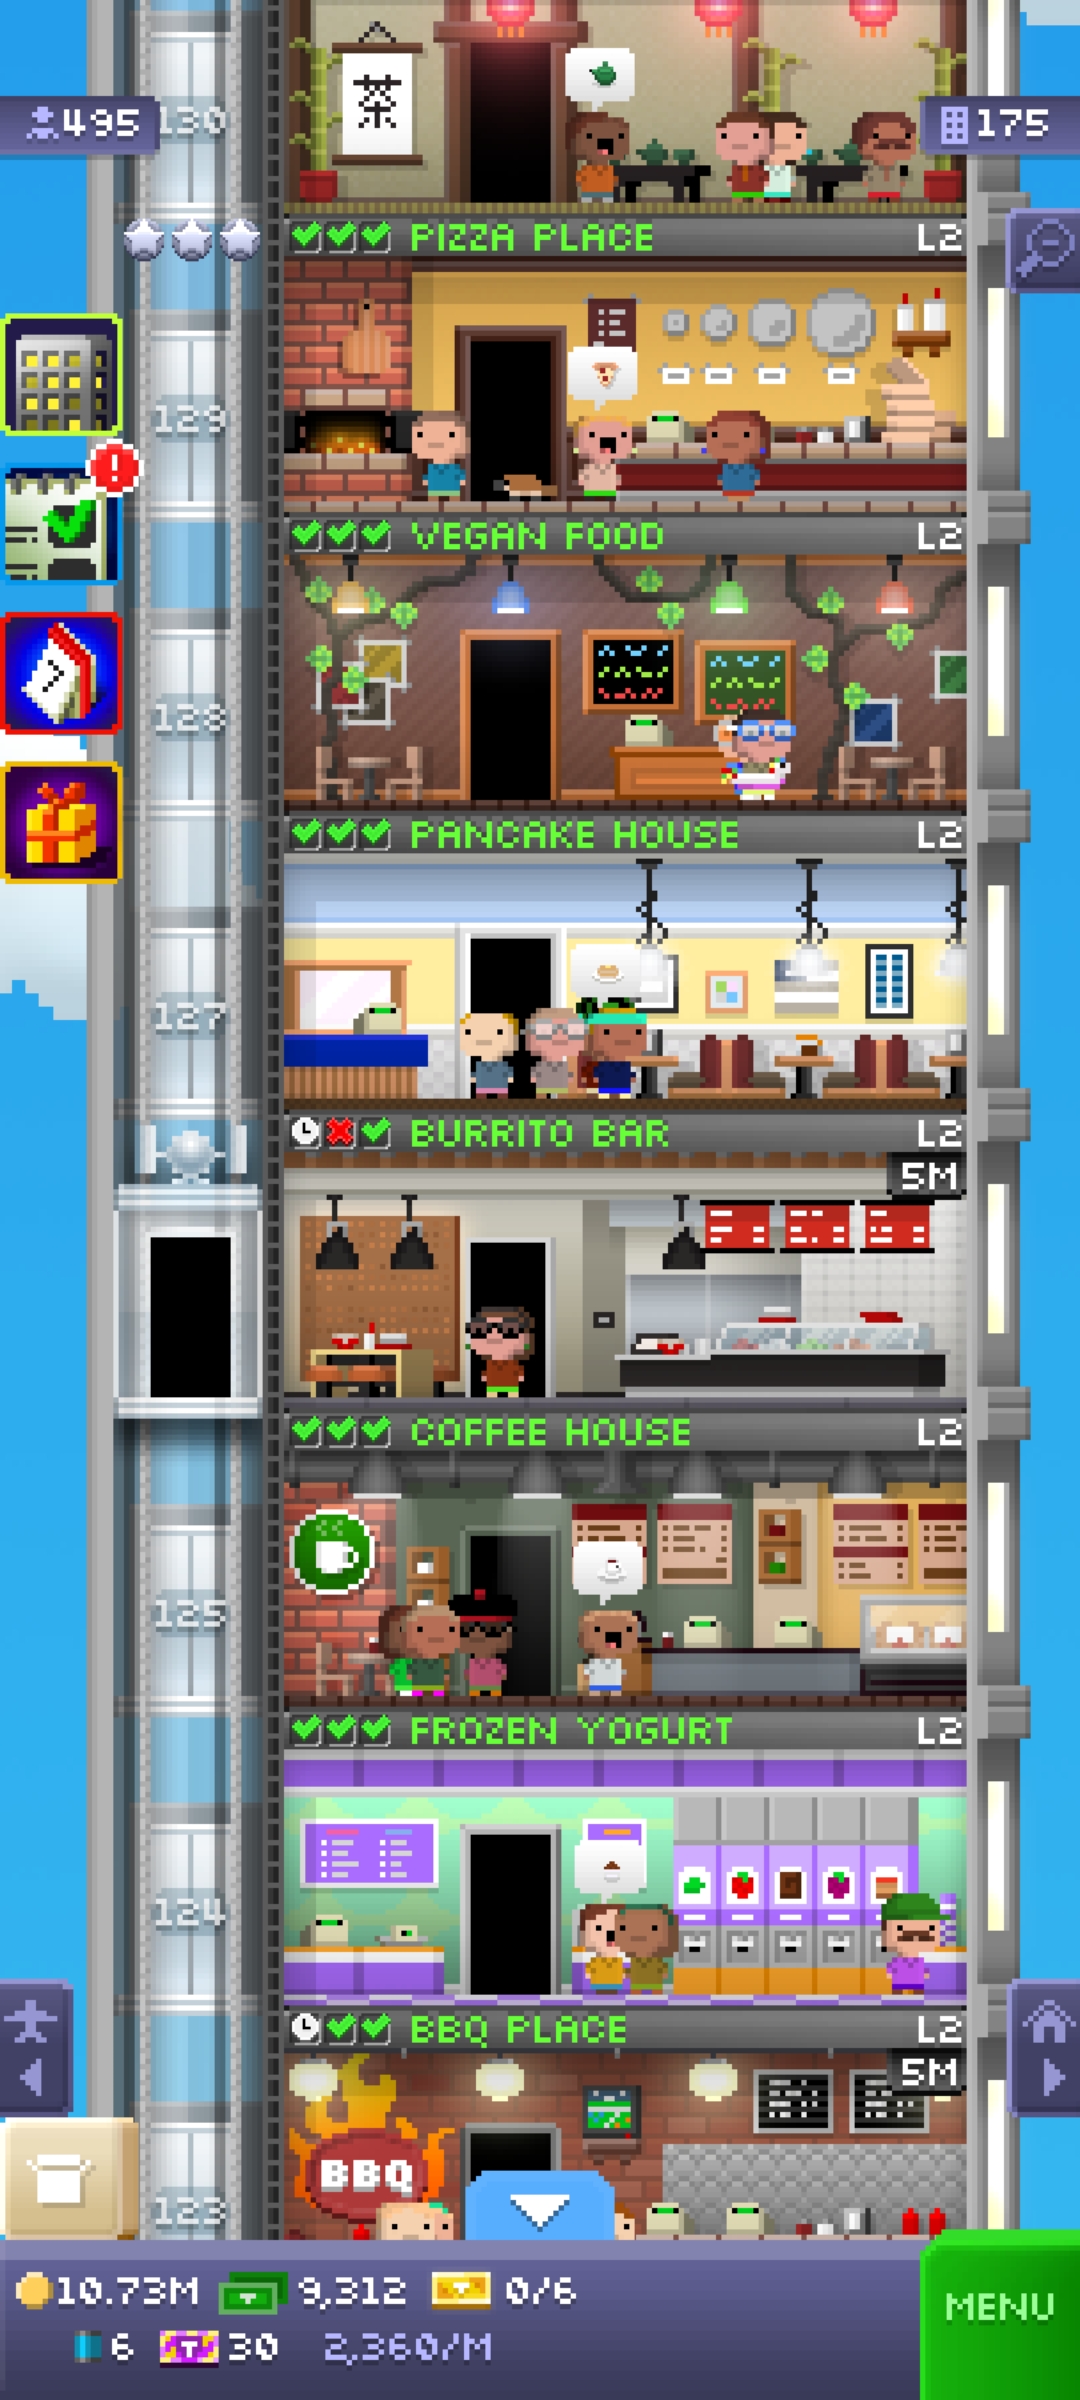 茶
495
130
175
PIZZA PLACE L2
129
VEGAN FOOD L2
128
PANCAKE HOUSE L2
127
BURRITO BAR L2
5M
COFFEE HOUSE L2
125
FROZEN YOGURT L2
124
BBQ PLACE L2
5M
BBQ
123
10.73M 9,312 0/6
MENU
6 30 2,360/M